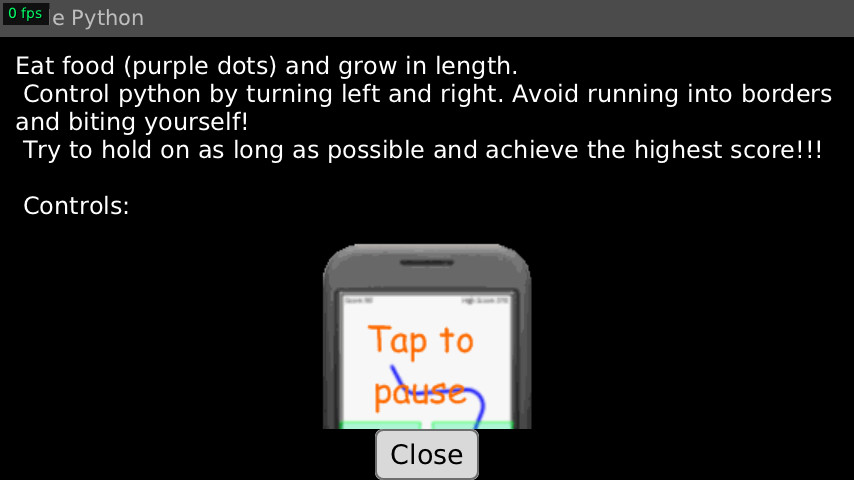 0 fps
e Python
Eat food (purple dots) and grow in length.
Control python by turning left and right. Avoid running into borders
and biting yourself!
Try to hold on as long as possible and achieve the highest score!!!
Controls:
Tap to
pause
Close